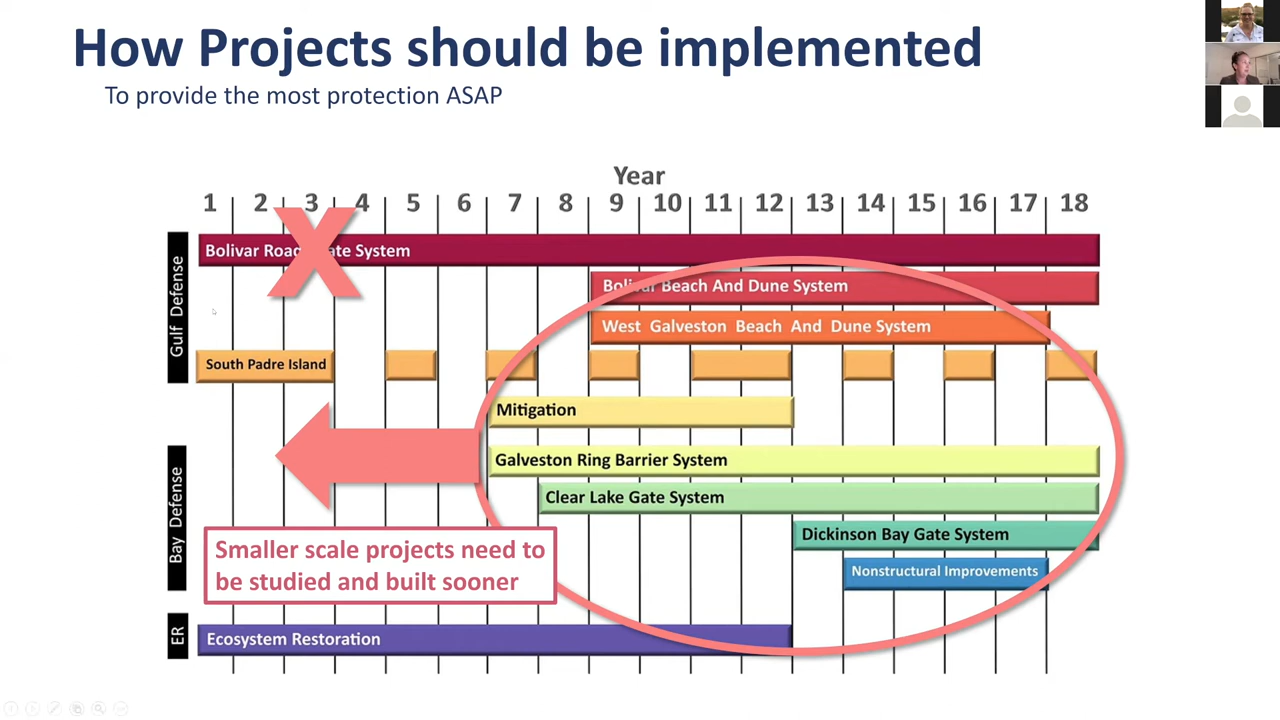 How Projects should be implemented
To provide the most protection ASAP
Year
1 2 3 4 5 6 7 8 9 10 11 12 13 14 15 16 17 18
Gulf Defense
Bolivar Road Gate System
X
Bolivar Beach And Dune System
West Galveston Beach And Dune System
South Padre Island
Mitigation
Bay Defense
Galveston Ring Barrier System
Clear Lake Gate System
Dickinson Bay Gate System
Nonstructural Improvements
Smaller scale projects need to
be studied and built sooner
ER
Ecosystem Restoration